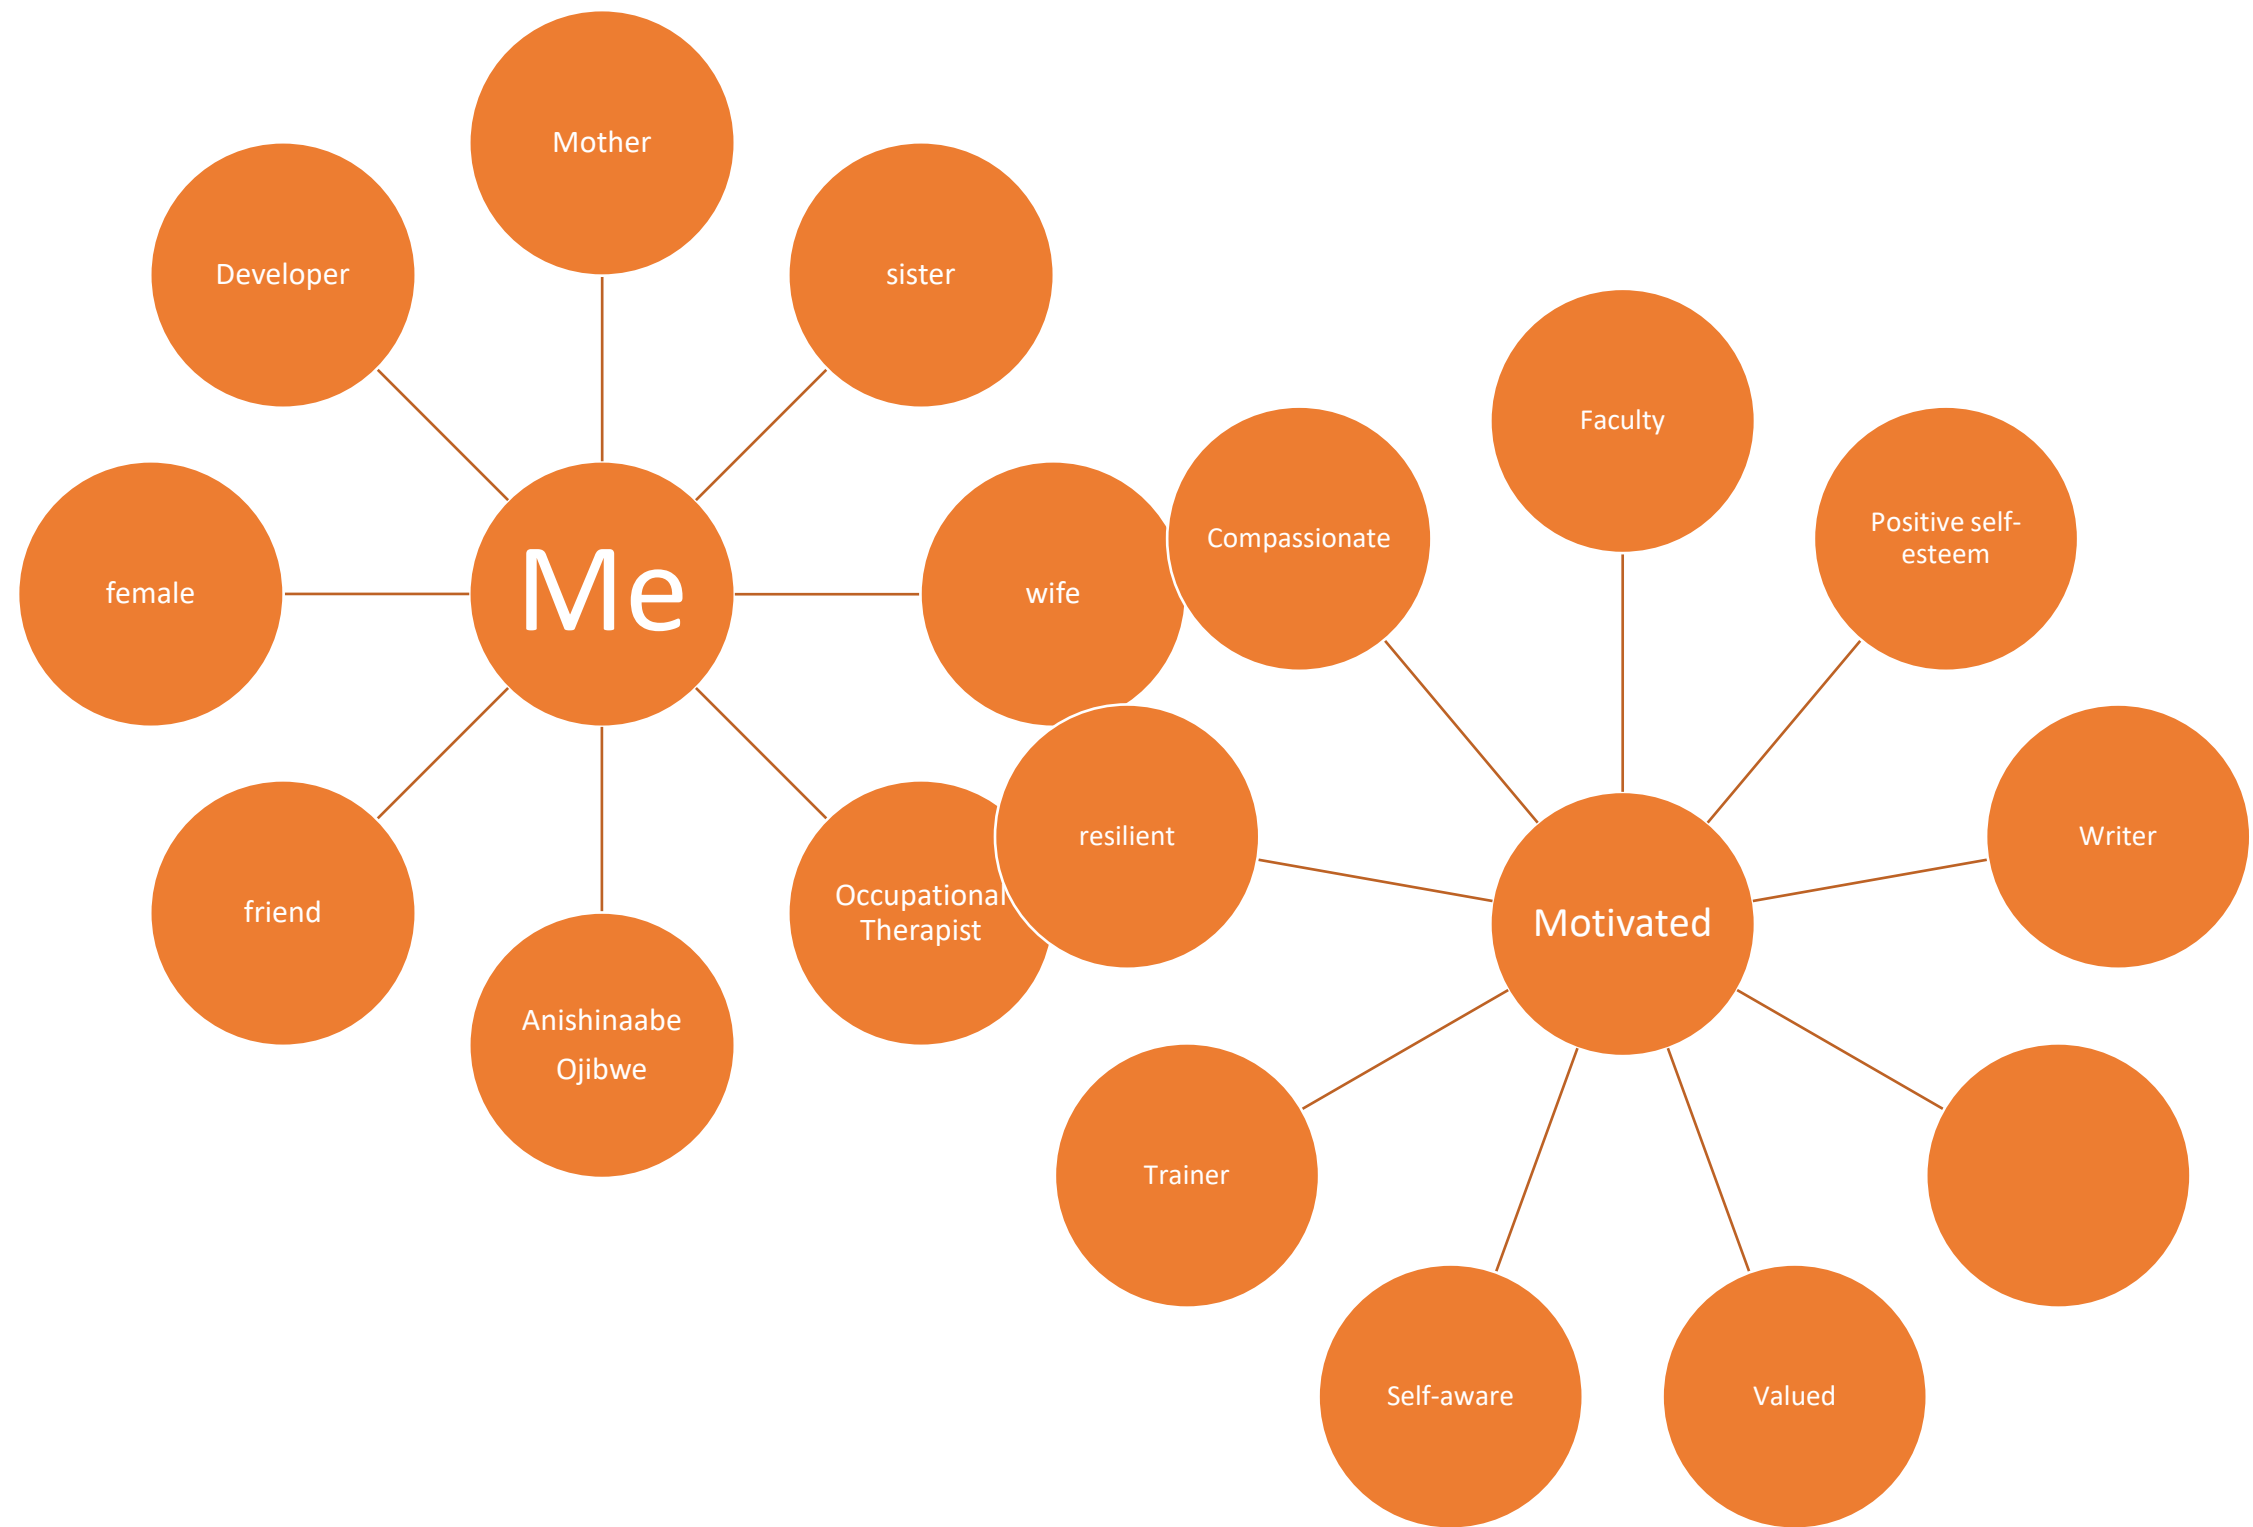 Mother
Developer
sister
female
Me
wife
friend
Anishinaabe
Ojibwe
Occupational
Therapist
Faculty
Compassionate
Positive self-
esteem
resilient
Writer
Motivated
Trainer
Self-aware
Valued